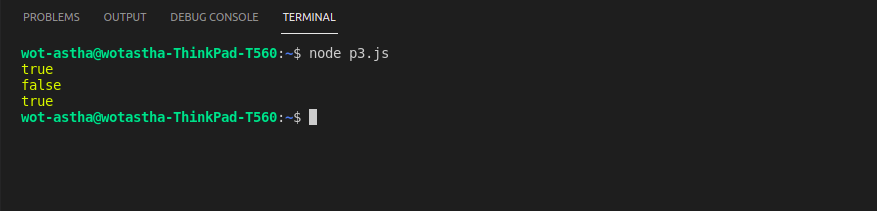 PROBLEMS OUTPUT DEBUG CONSOLE TERMINAL
wot-astha@wotastha-ThinkPad-T560:~$ node p3.js
true
false
true
wot-astha@wotastha-ThinkPad-T560:~$